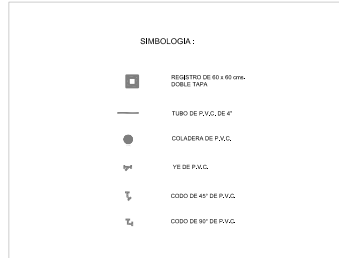 SIMBOLOGIA :
REGISTRO DE 60 x 60 cms.
DOBLE TAPA
TUBO DE P.V.C. DE 4"
COLADERA DE P.V.C.
YE DE P.V.C.
CODO DE 45° DE P.V.C.
CODO DE 90° DE P.V.C.